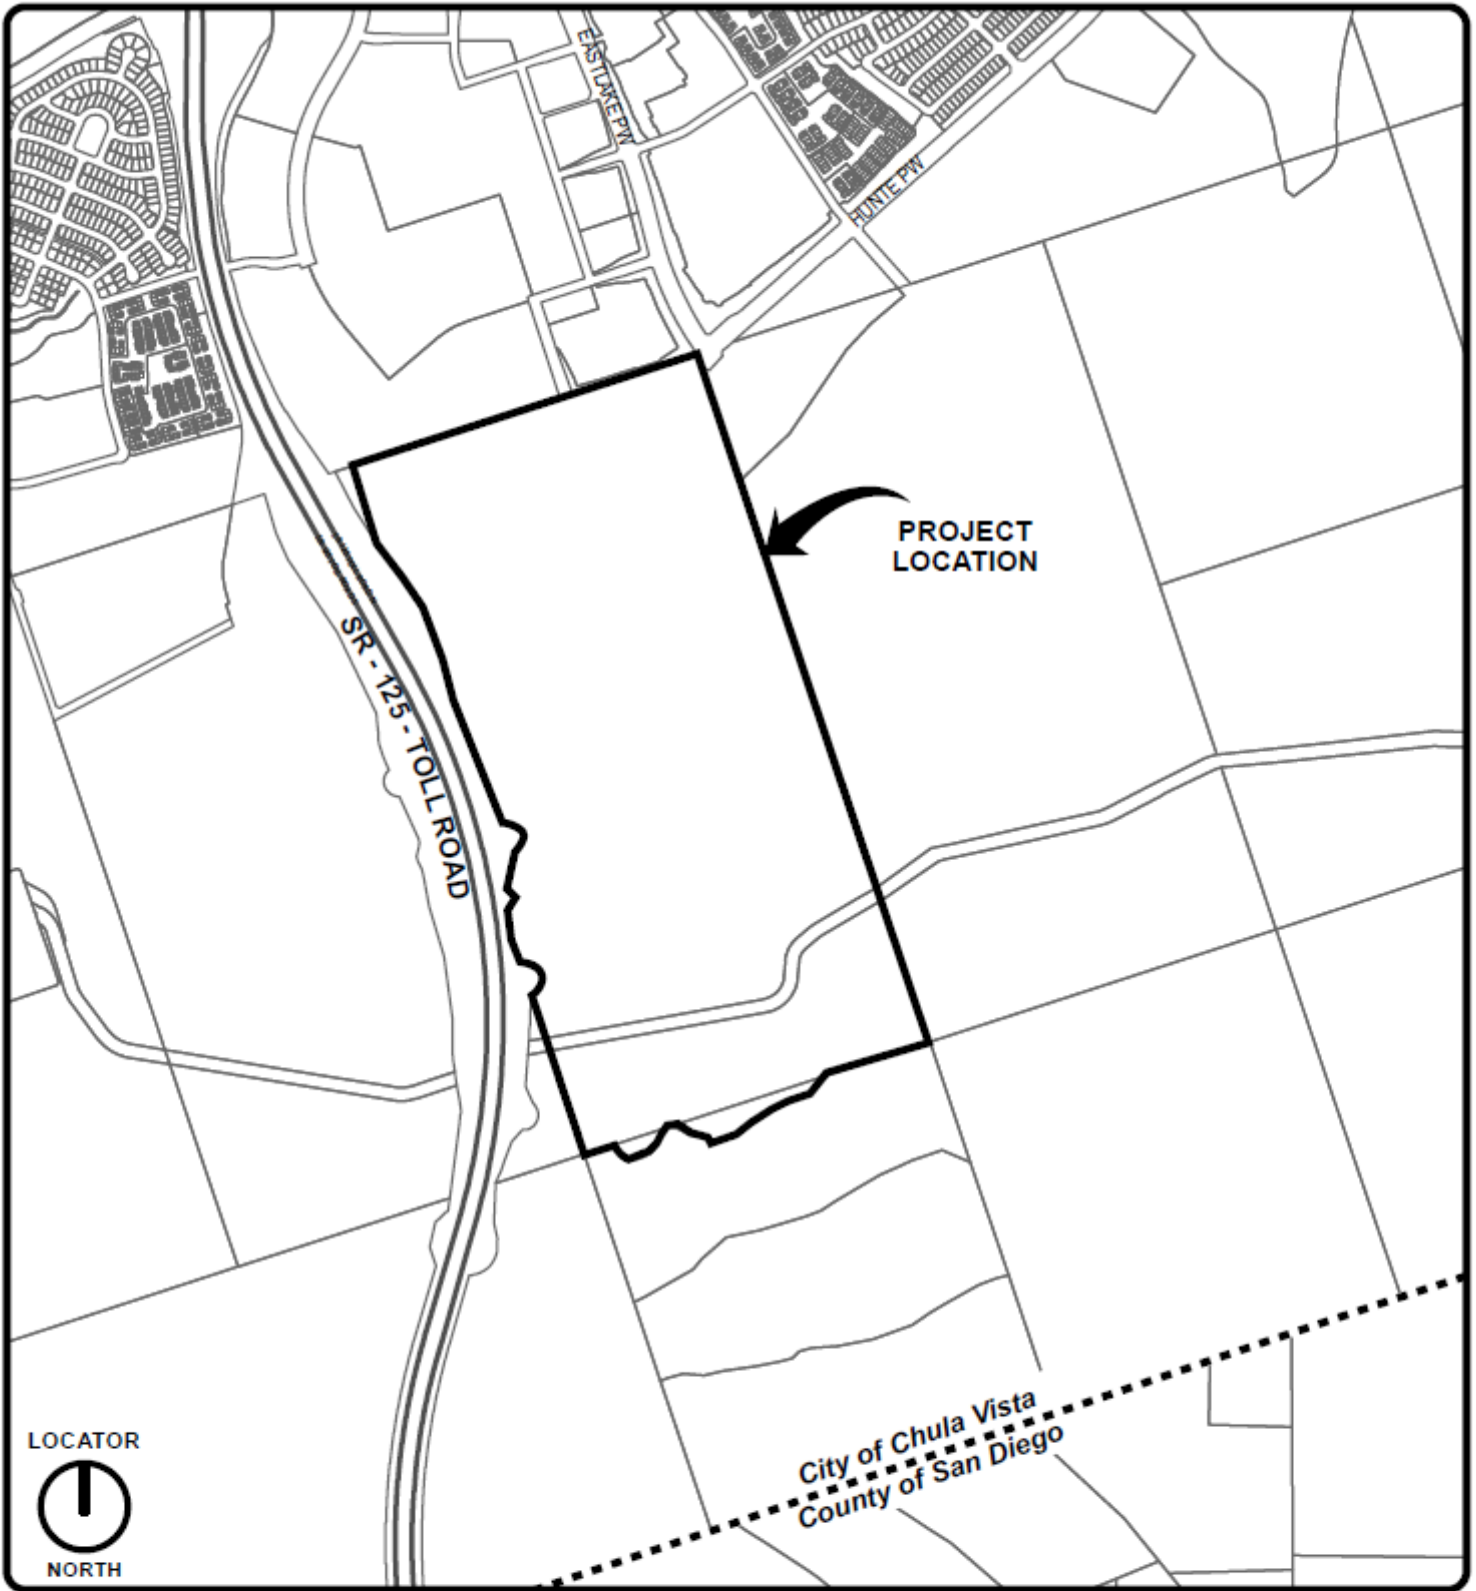 EASTLAKE PW
HUNTE PW
PROJECT
LOCATION
SR - 125 - TOLL ROAD
City of Chula Vista
County of San Diego
LOCATOR
NORTH